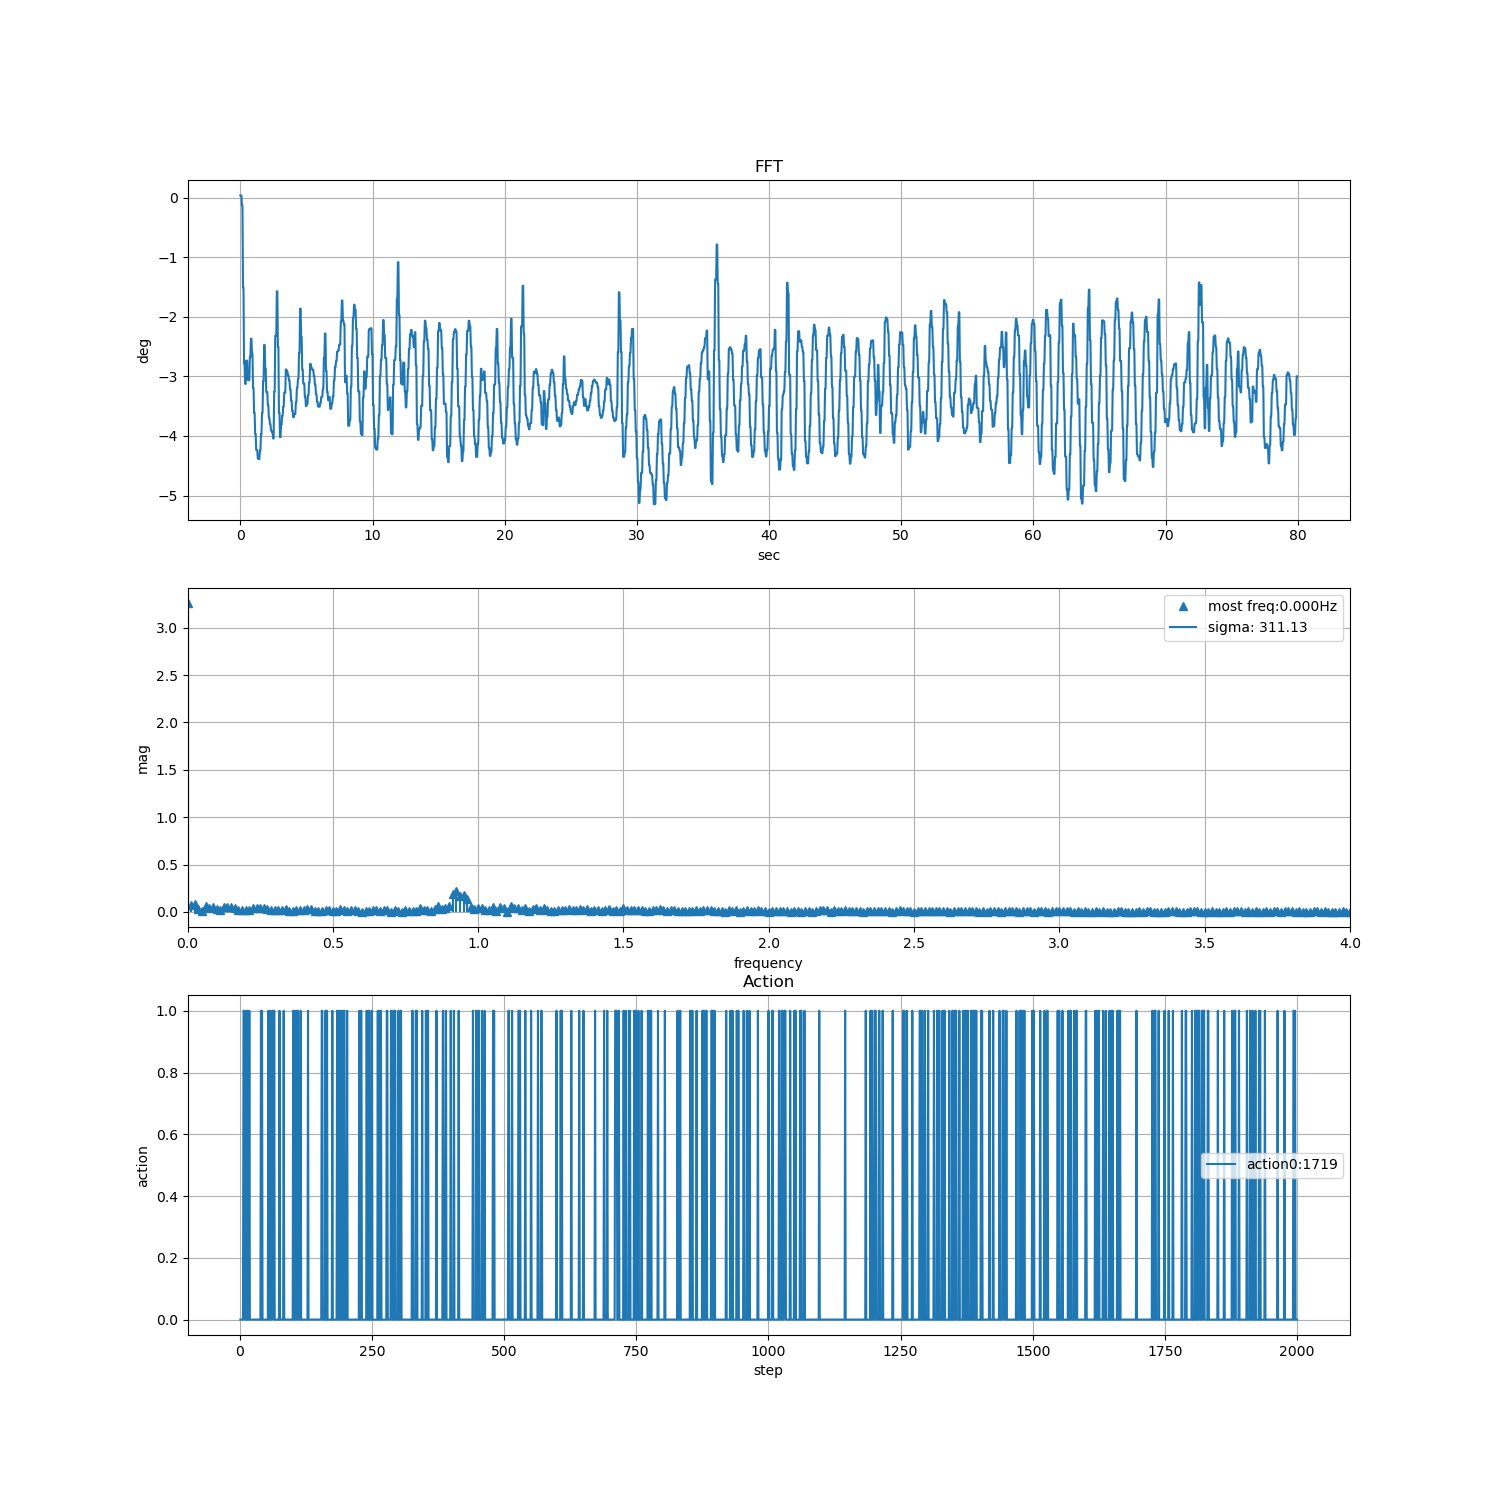 FFT
0
−1
−2
−3
−4
−5
deg
0 10 20 30 40 50 60 70 80
sec
most freq:0.000Hz
sigma: 311.13
3.0
2.5
2.0
1.5
1.0
0.5
0.0
mag
0.0 0.5 1.0 1.5 2.0 2.5 3.0 3.5 4.0
frequency
Action
1.0
0.8
0.6
0.4
0.2
0.0
action
action0:1719
0 250 500 750 1000 1250 1500 1750 2000
step